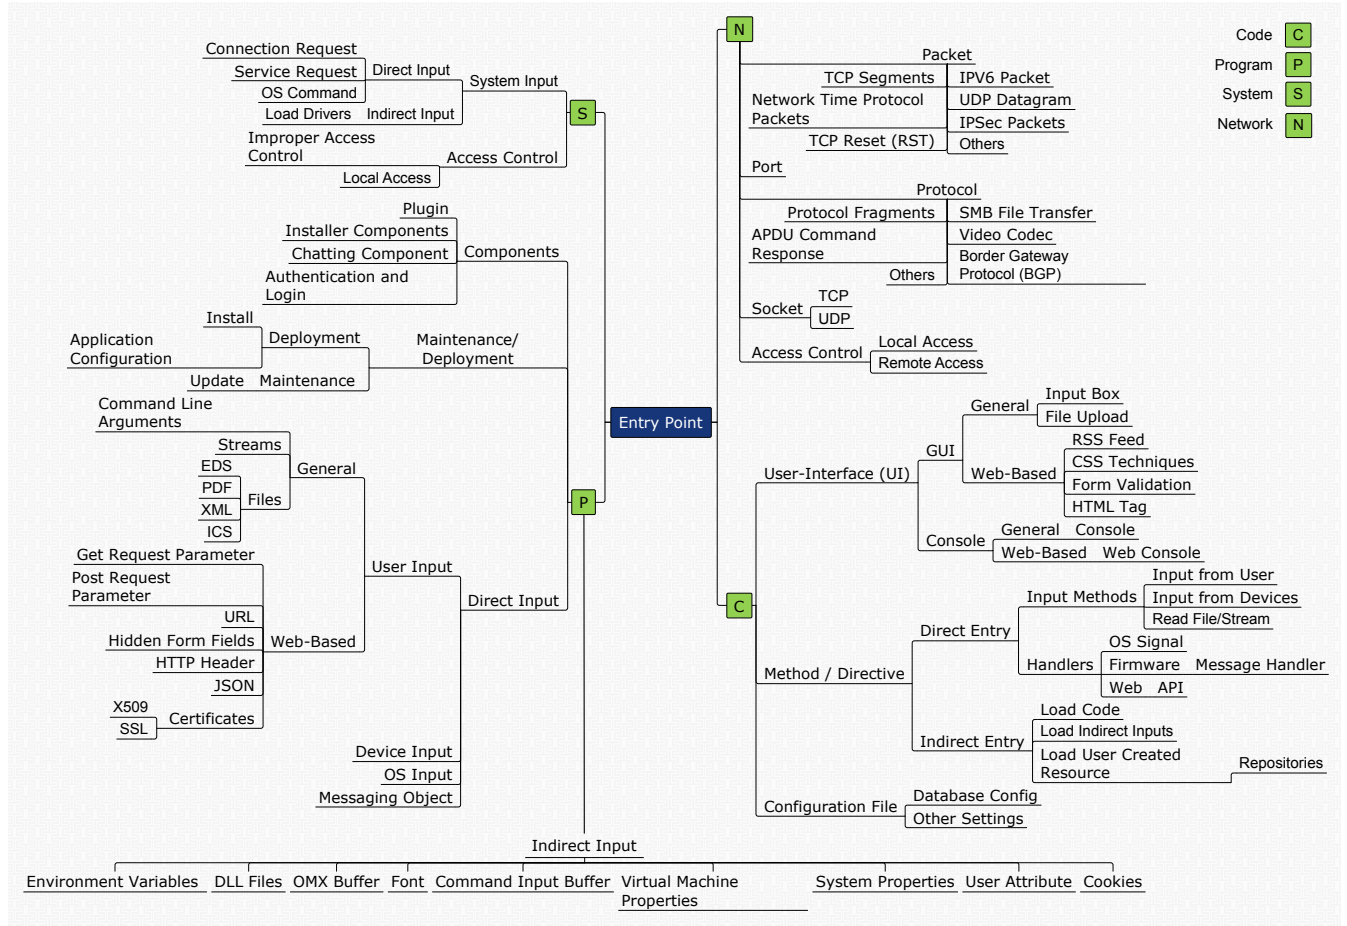 Connection Request
Service Request
OS Command
Direct Input
Load Drivers
Indirect Input
System Input
S
Improper Access
Control
Local Access
Access Control
Plugin
Installer Components
Chatting Component
Authentication and
Login
Components
Install
Application
Configuration
Deployment
Update
Maintenance
Maintenance/
Deployment
Command Line
Arguments
Streams
EDS
PDF
XML
ICS
Files
General
Get Request Parameter
Post Request
Parameter
URL
Hidden Form Fields
HTTP Header
JSON
X509
SSL
Certificates
Web-Based
User Input
Device Input
OS Input
Messaging Object
Direct Input
P
Indirect Input
Environment Variables
DLL Files
OMX Buffer
Font
Command Input Buffer
Virtual Machine
Properties
System Properties
User Attribute
Cookies
Entry Point
N
Packet
TCP Segments
Network Time Protocol
Packets
TCP Reset (RST)
IPV6 Packet
UDP Datagram
IPSec Packets
Others
Port
Protocol
Protocol Fragments
APDU Command
Response
Others
SMB File Transfer
Video Codec
Border Gateway
Protocol (BGP)
Socket
TCP
UDP
Access Control
Local Access
Remote Access
C
User-Interface (UI)
GUI
General
Input Box
File Upload
Web-Based
RSS Feed
CSS Techniques
Form Validation
HTML Tag
Console
General
Console
Web-Based
Web Console
Method / Directive
Direct Entry
Input Methods
Input from User
Input from Devices
Read File/Stream
Handlers
OS Signal
Firmware
Message Handler
Web
API
Indirect Entry
Load Code
Load Indirect Inputs
Load User Created
Resource
Repositories
Configuration File
Database Config
Other Settings
Code C
Program P
System S
Network N